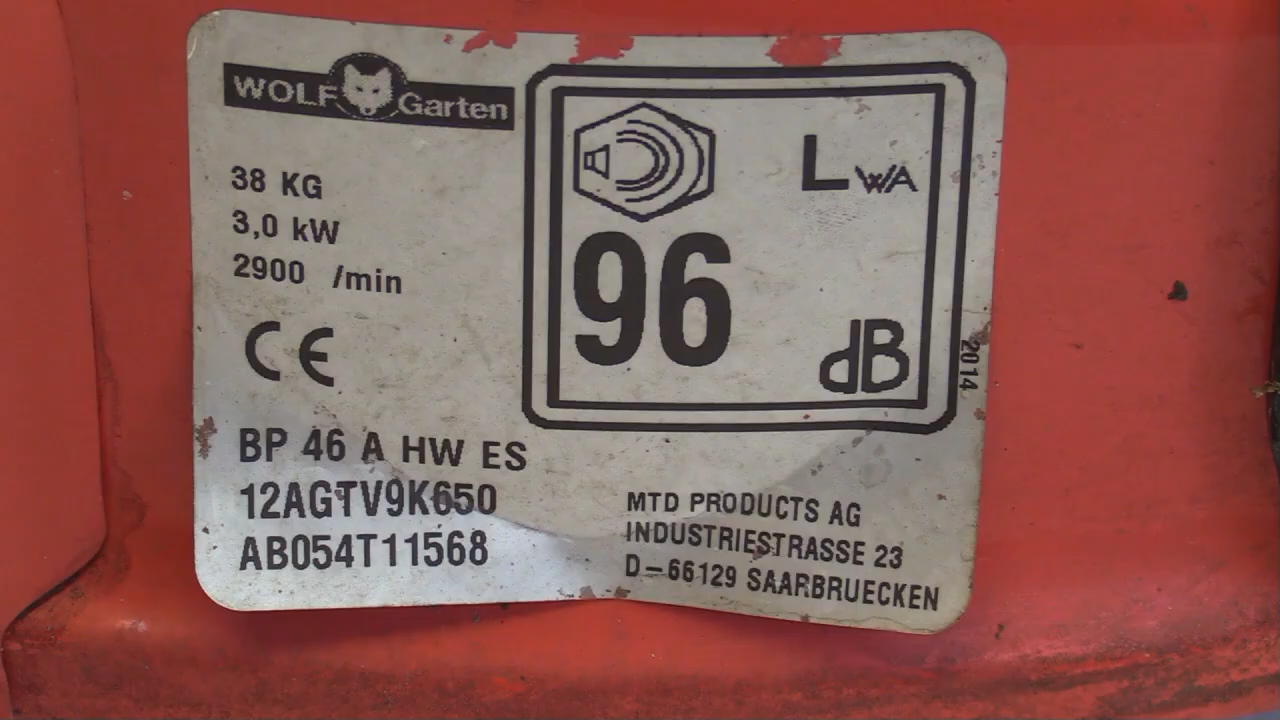 WOLF Garten
38 KG
3,0 kW
2900 /min
CE
LWA
96
dB
2014
BP 46 A HW ES
12AGTV9K650
AB054T11568
MTD PRODUCTS AG
INDUSTRIESTRASSE 23
D-66129 SAARBRUECKEN